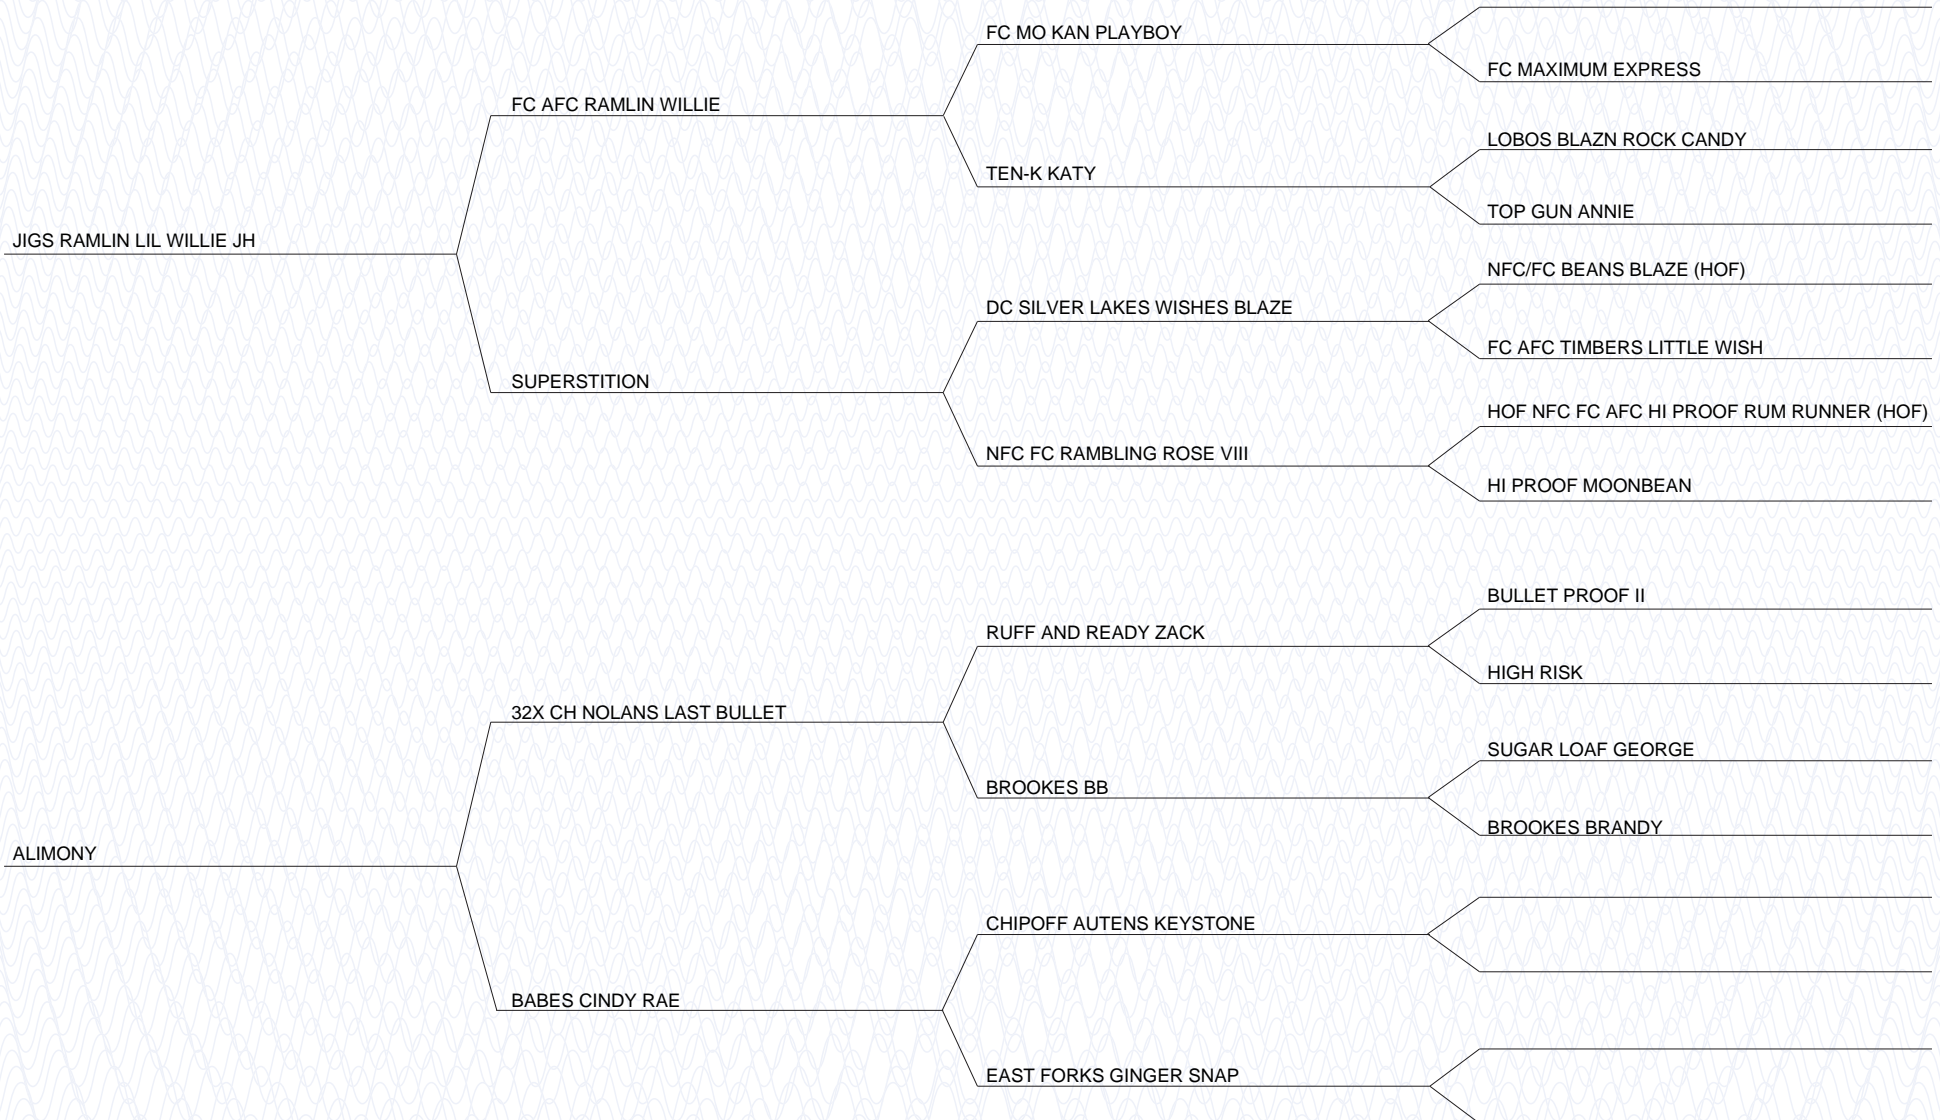 FC MO KAN PLAYBOY
FC MAXIMUM EXPRESS
FC AFC RAMLIN WILLIE
LOBOS BLAZN ROCK CANDY
TEN-K KATY
TOP GUN ANNIE
JIGS RAMLIN LIL WILLIE JH
NFC/FC BEANS BLAZE (HOF)
DC SILVER LAKES WISHES BLAZE
FC AFC TIMBERS LITTLE WISH
SUPERSTITION
HOF NFC FC AFC HI PROOF RUM RUNNER (HOF)
NFC FC RAMBLING ROSE VIII
HI PROOF MOONBEAN
BULLET PROOF II
RUFF AND READY ZACK
HIGH RISK
32X CH NOLANS LAST BULLET
SUGAR LOAF GEORGE
BROOKES BB
BROOKES BRANDY
ALIMONY
CHIPOFF AUTENS KEYSTONE
BABES CINDY RAE
EAST FORKS GINGER SNAP